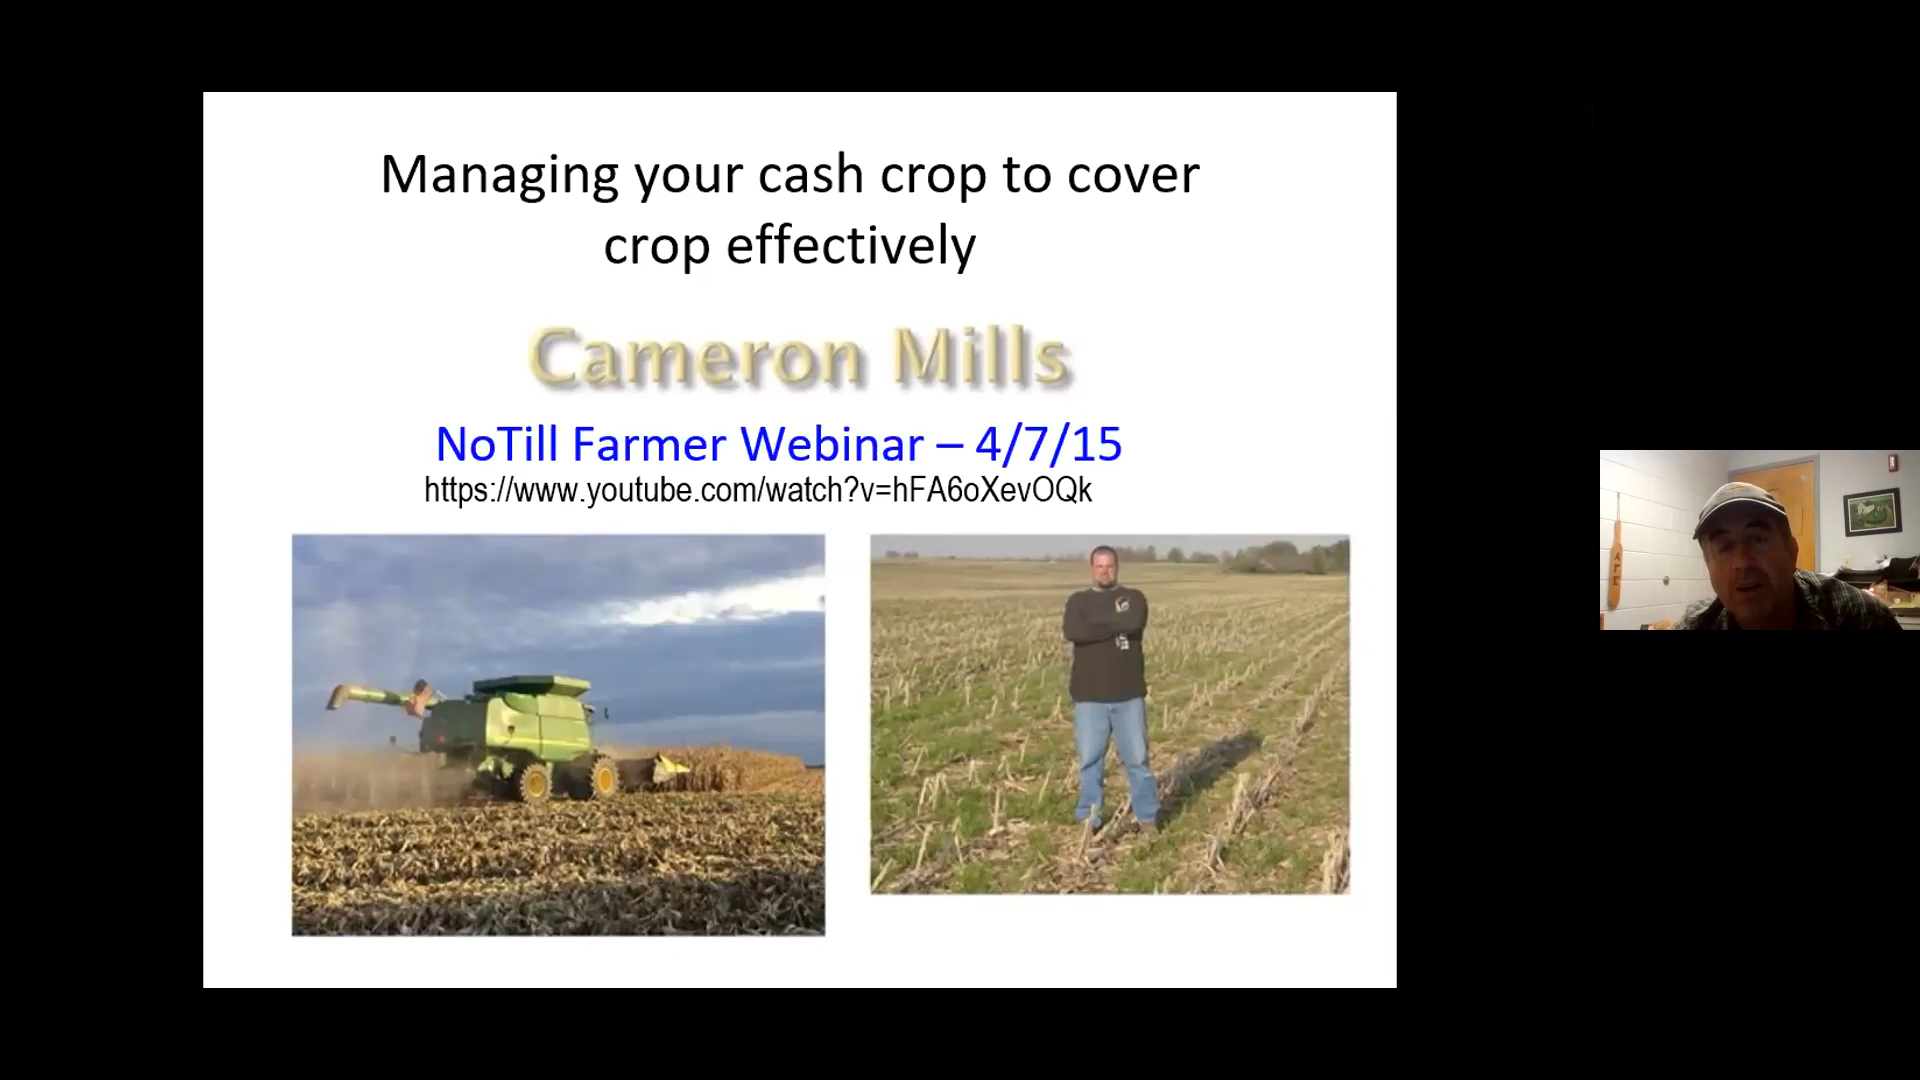 Managing your cash crop to cover
crop effectively
Cameron Mills
NoTill Farmer Webinar – 4/7/15
https://www.youtube.com/watch?v=hFA6oXevOQk